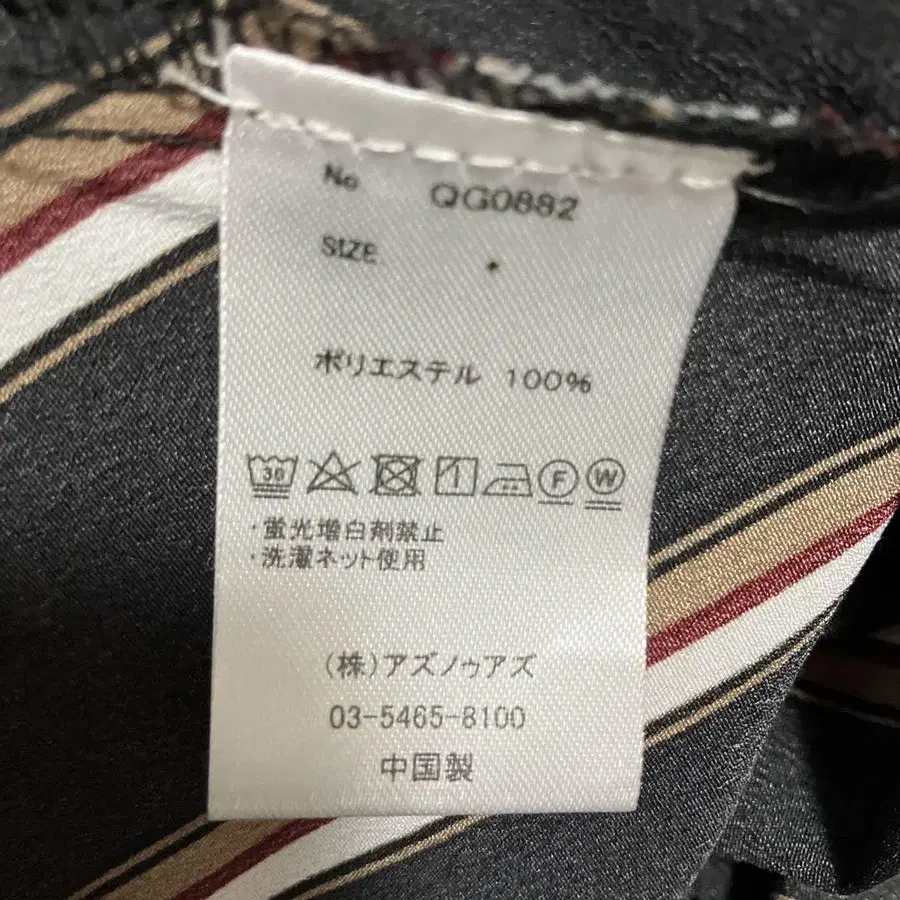 No QG0882
SIZE •
ポリエステル 100%
30 F W
・蛍光増白剤禁止
・洗濯ネット使用
(株)アズノゥアズ
03-5465-8100
中国製